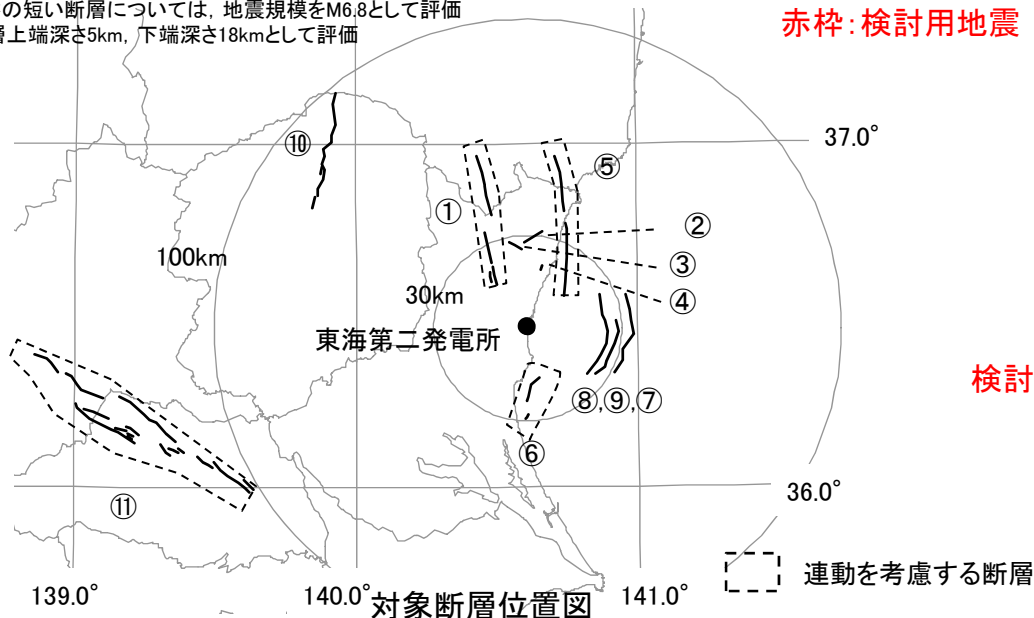 の短い断層については，地震規模をM6.8として評価
層上端深さ5km，下端深さ18kmとして評価
赤枠：検討用地震
⑩
37.0°
⑤
①
②
100km
③
30km
④
東海第二発電所
検討
⑧,⑨,⑦
⑥
36.0°
⑪
連動を考慮する断層
139.0°
140.0°
141.0°
対象断層位置図